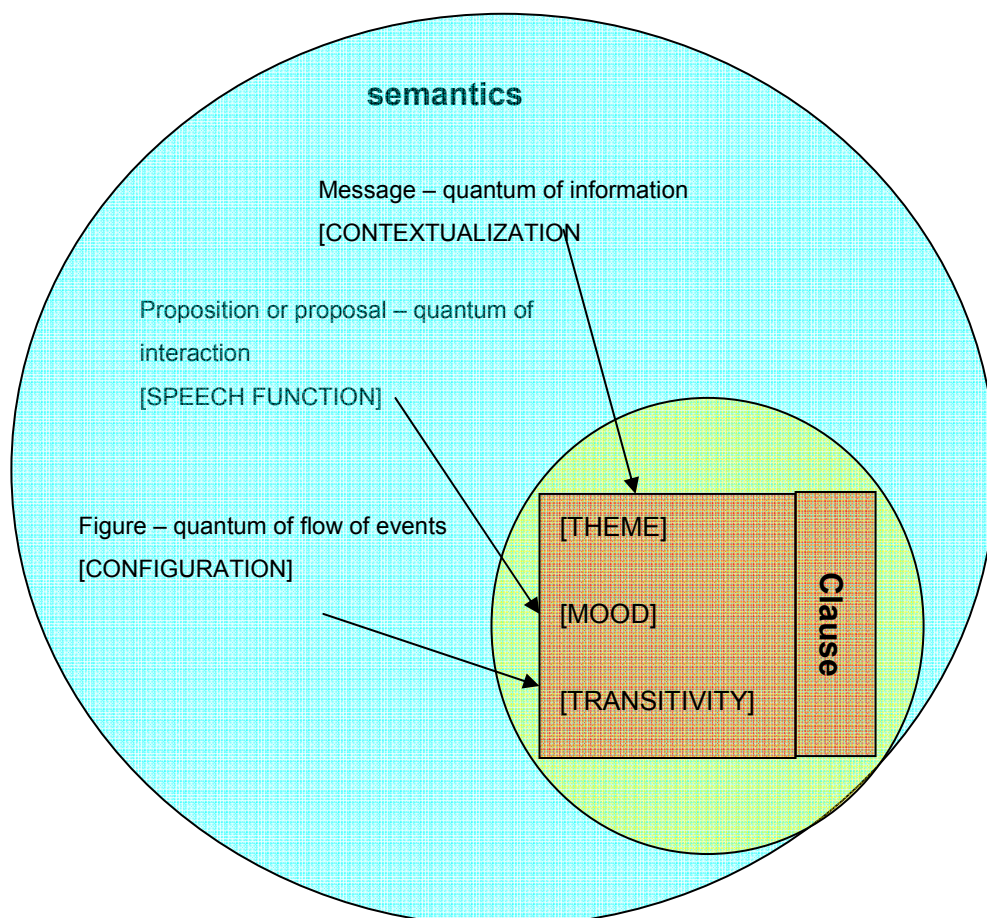 semantics
Message – quantum of information
[CONTEXTUALIZATION
Proposition or proposal – quantum of
interaction
[SPEECH FUNCTION]
Figure – quantum of flow of events
[CONFIGURATION]
[THEME]
[MOOD]
[TRANSITIVITY]
Clause